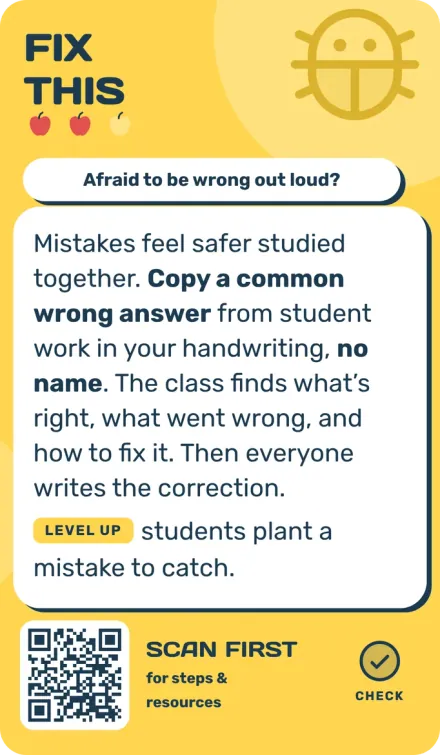 FIX
THIS
Afraid to be wrong out loud?
Mistakes feel safer studied
together. Copy a common
wrong answer from student
work in your handwriting, no
name. The class finds what's
right, what went wrong, and
how to fix it. Then everyone
writes the correction.
LEVEL UP students plant a
mistake to catch.
SCAN FIRST
for steps &
resources
CHECK